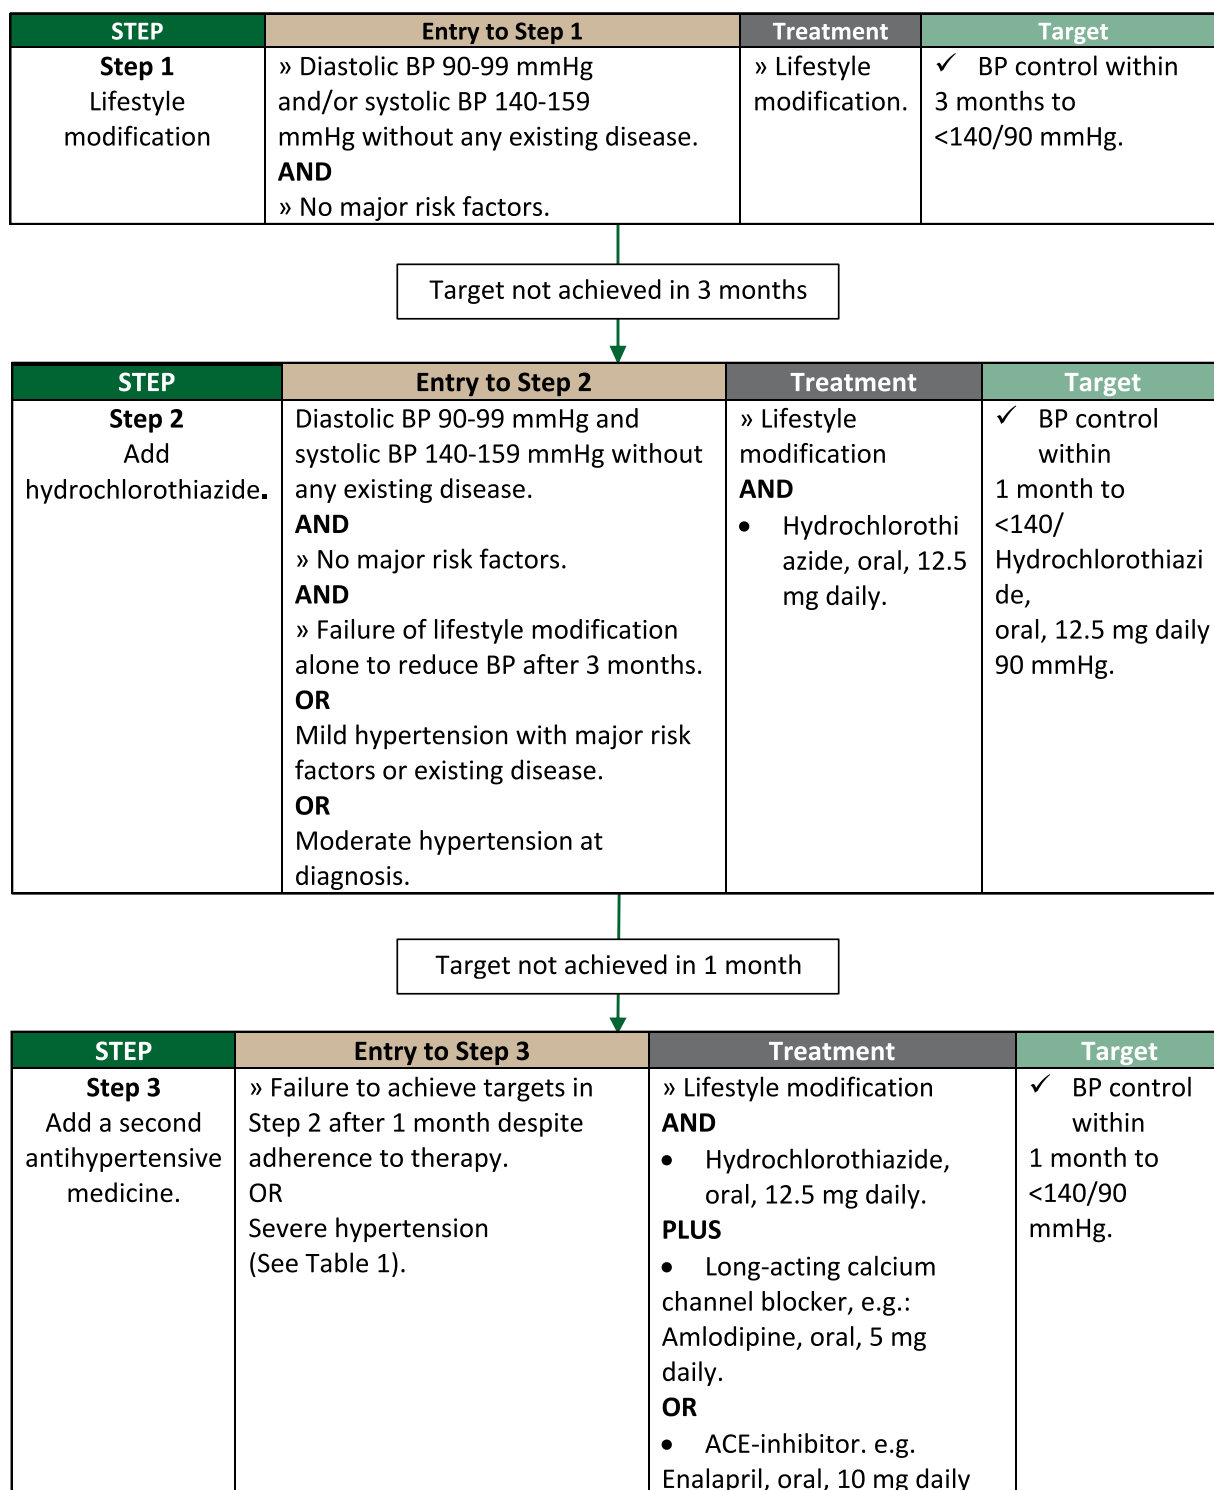 STEP
Entry to Step 1
Treatment
Target
Step 1
Lifestyle
modification
» Diastolic BP 90-99 mmHg
and/or systolic BP 140-159
mmHg without any existing disease.
AND
» No major risk factors.
» Lifestyle
modification.
✓ BP control within
3 months to
<140/90 mmHg.
Target not achieved in 3 months
STEP
Entry to Step 2
Treatment
Target
Step 2
Add
hydrochlorothiazide.
Diastolic BP 90-99 mmHg and
systolic BP 140-159 mmHg without
any existing disease.
AND
» No major risk factors.
AND
» Failure of lifestyle modification
alone to reduce BP after 3 months.
OR
Mild hypertension with major risk
factors or existing disease.
OR
Moderate hypertension at
diagnosis.
» Lifestyle
modification
AND
• Hydrochlorothi
azide, oral, 12.5
mg daily.
✓ BP control
within
1 month to
<140/
Hydrochlorothiazi
de,
oral, 12.5 mg daily
90 mmHg.
Target not achieved in 1 month
STEP
Entry to Step 3
Treatment
Target
Step 3
Add a second
antihypertensive
medicine.
» Failure to achieve targets in
Step 2 after 1 month despite
adherence to therapy.
OR
Severe hypertension
(See Table 1).
» Lifestyle modification
AND
• Hydrochlorothiazide,
oral, 12.5 mg daily.
PLUS
• Long-acting calcium
channel blocker, e.g.:
Amlodipine, oral, 5 mg
daily.
OR
• ACE-inhibitor. e.g.
Enalapril, oral, 10 mg daily
✓ BP control
within
1 month to
<140/90
mmHg.